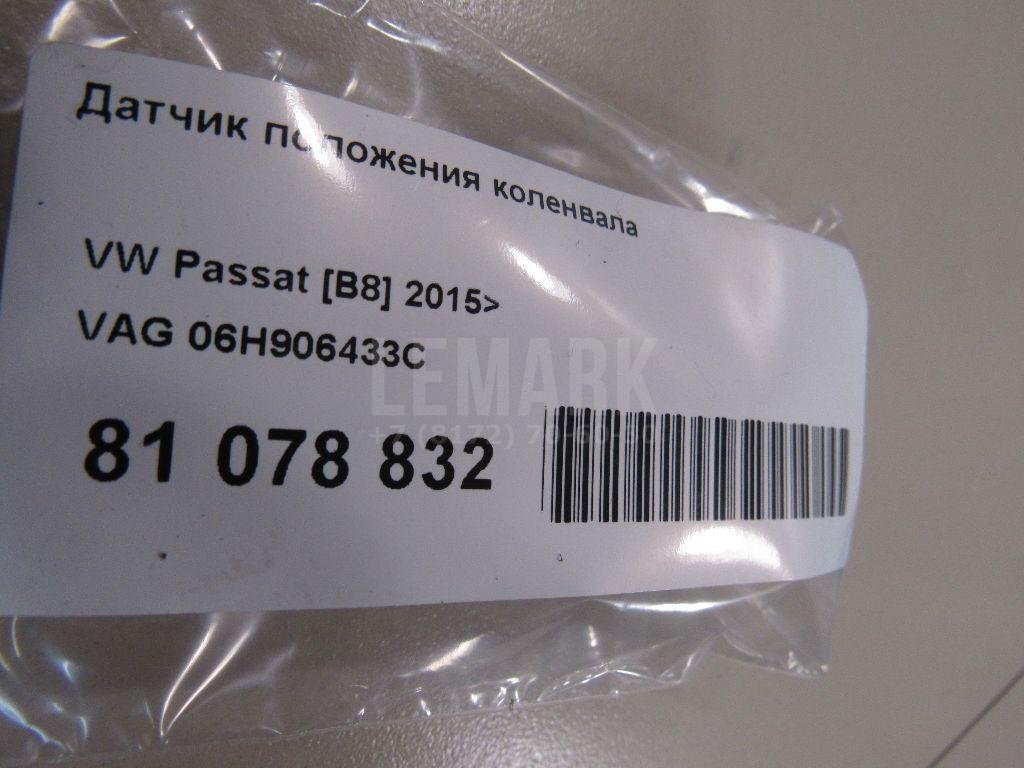 Датчик положения коленвала
VW Passat [B8] 2015>
VAG 06H906433C
LEMARK
81 078 832